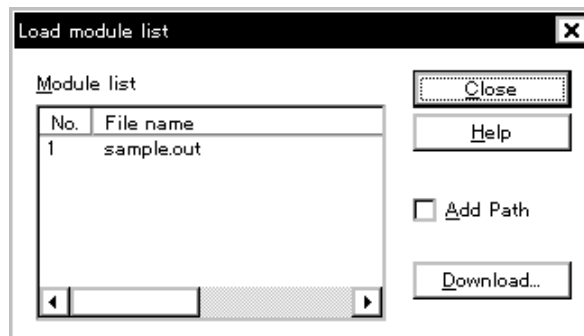 Load module list
Module list
Close
No. File name
Help
1 sample.out
Add Path
Download...